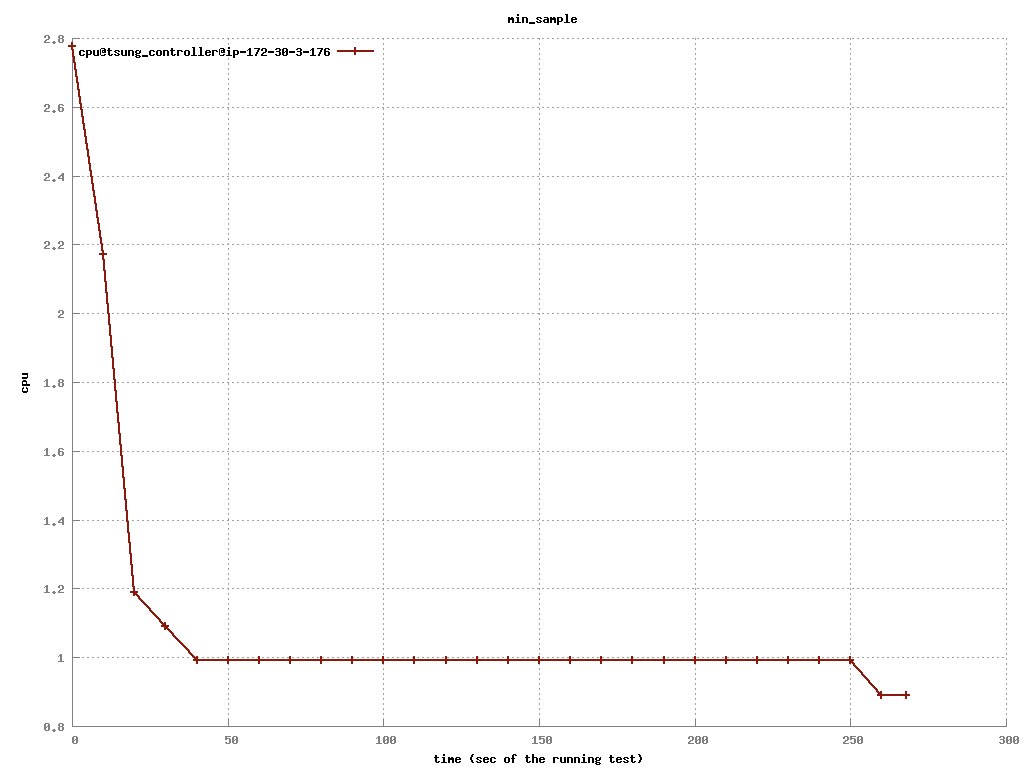 min_sample
cpu@tsung_controller@ip-172-30-3-176
2.8
2.6
2.4
2.2
2
1.8
1.6
1.4
1.2
1
0.8
cpu
0 50 100 150 200 250 300
time (sec of the running test)